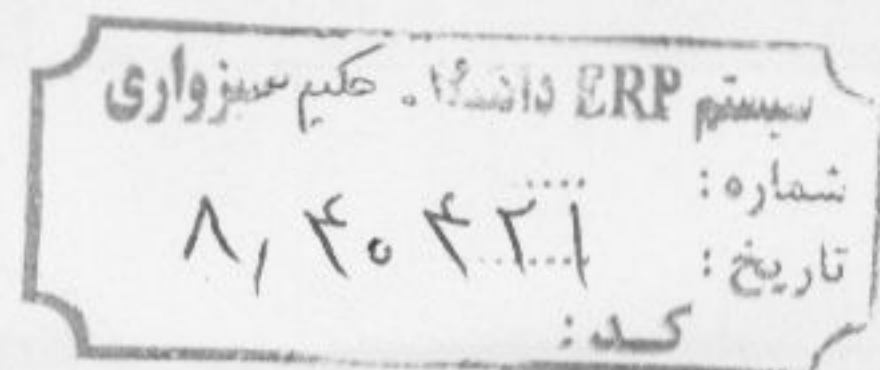 سیستم ERP دانشگاه حکیم سبزواری
شماره :
۸,۴۰۴۲۱
تاریخ :
کد :